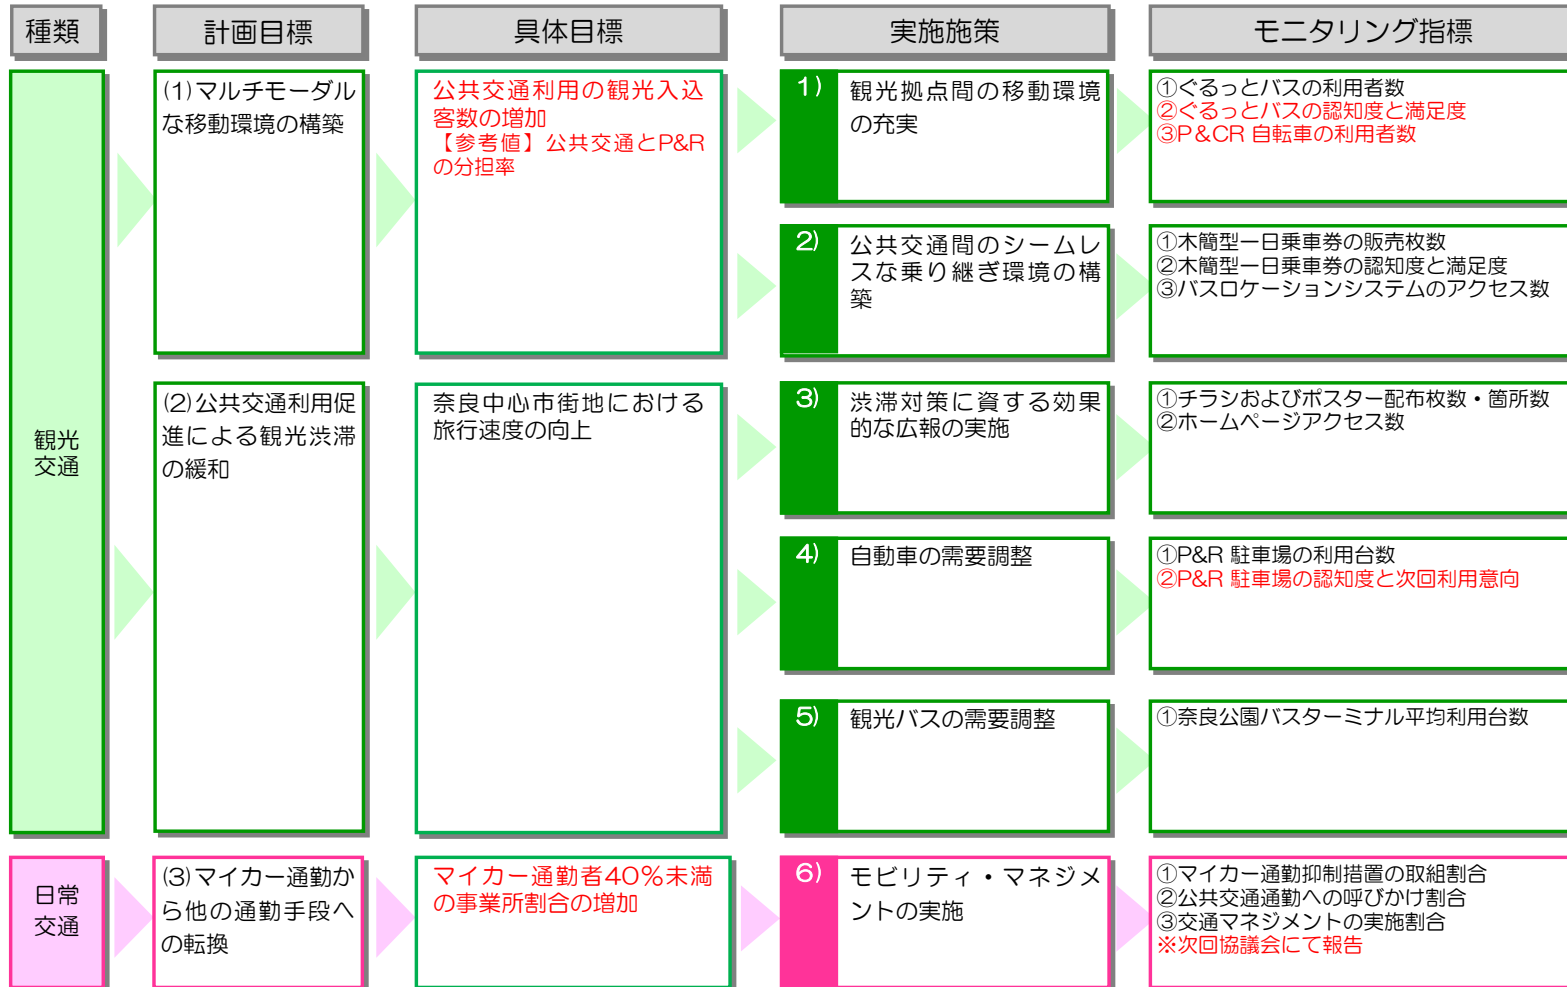 種類
計画目標
具体目標
実施施策
モニタリング指標
観光
交通
(1)マルチモーダル
な移動環境の構築
公共交通利用の観光入込
客数の増加
【参考値】公共交通とP&R
の分担率
1)
観光拠点間の移動環境
の充実
①ぐるっとバスの利用者数
②ぐるっとバスの認知度と満足度
③P&CR 自転車の利用者数
2)
公共交通間のシームレ
スな乗り継ぎ環境の構
築
①木簡型一日乗車券の販売枚数
②木簡型一日乗車券の認知度と満足度
③バスロケーションシステムのアクセス数
(2)公共交通利用促
進による観光渋滞
の緩和
奈良中心市街地における
旅行速度の向上
3)
渋滞対策に資する効果
的な広報の実施
①チラシおよびポスター配布枚数・箇所数
②ホームページアクセス数
4)
自動車の需要調整
①P&R 駐車場の利用台数
②P&R 駐車場の認知度と次回利用意向
5)
観光バスの需要調整
①奈良公園バスターミナル平均利用台数
日常
交通
(3)マイカー通勤か
ら他の通勤手段へ
の転換
マイカー通勤者40%未満
の事業所割合の増加
6)
モビリティ・マネジメ
ントの実施
①マイカー通勤抑制措置の取組割合
②公共交通通勤への呼びかけ割合
③交通マネジメントの実施割合
※次回協議会にて報告